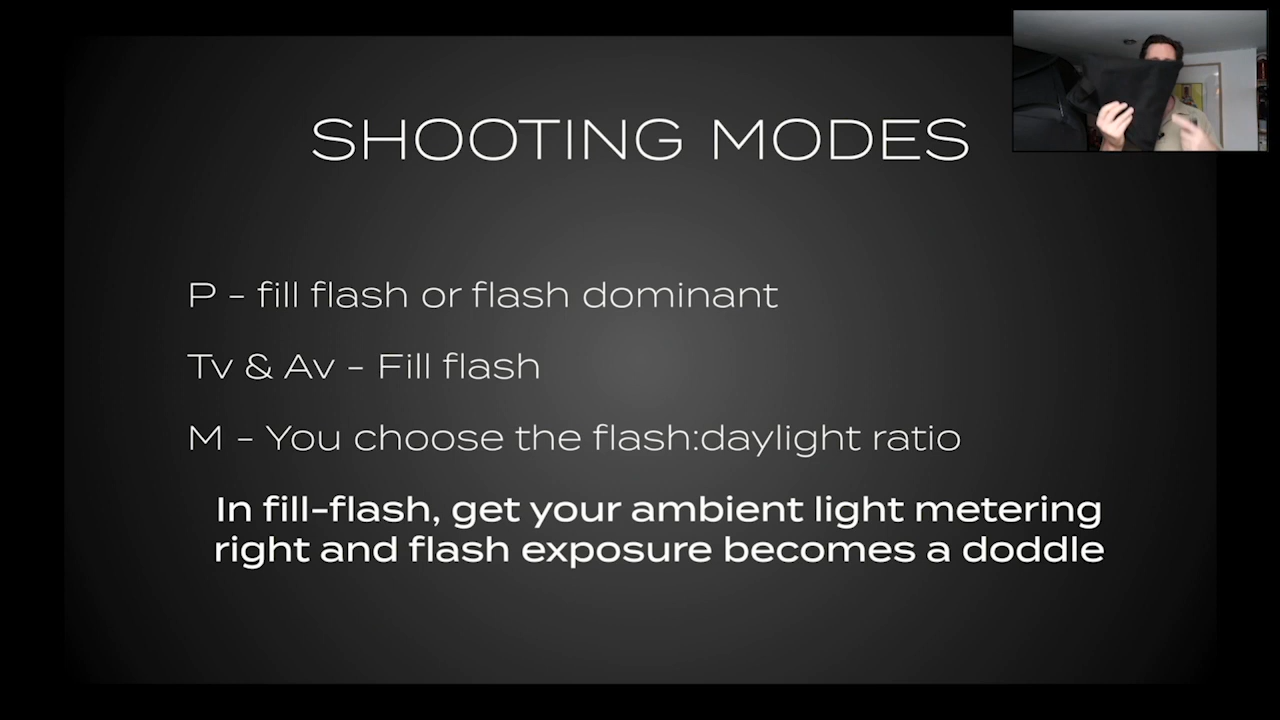 SHOOTING MODES
P - fill flash or flash dominant
Tv & Av - Fill flash
M - You choose the flash:daylight ratio
In fill-flash, get your ambient light metering
right and flash exposure becomes a doddle